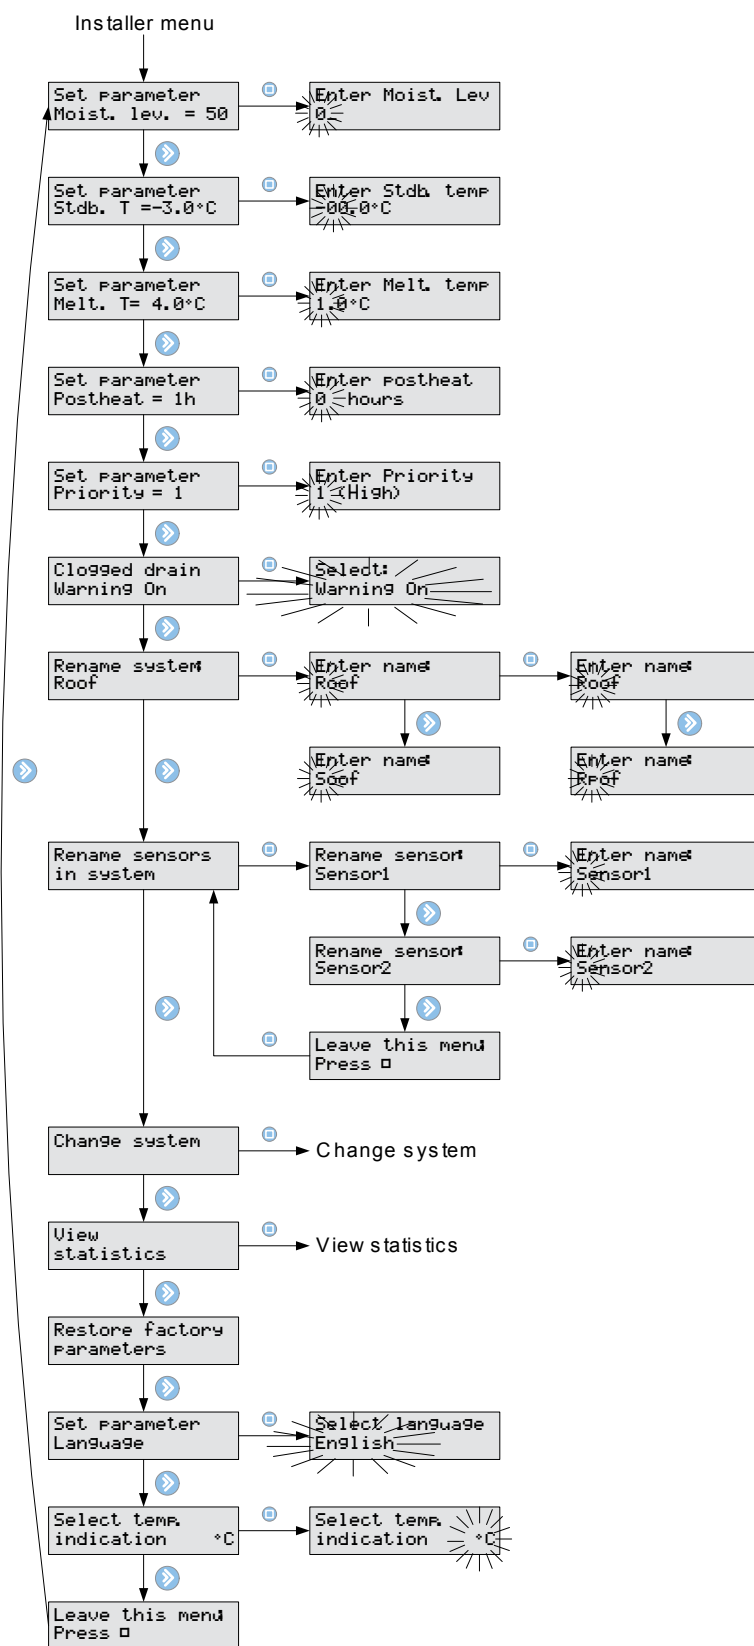 Installer menu
Set parameter
Moist. lev. = 50
Enter Moist. Lev
0_
Set parameter
Stdb. T =-3.0°C
Enter Stdb. temp
-00.0°C
Set parameter
Melt. T= 4.0°C
Enter Melt. temp
1.0°C
Set parameter
Postheat = 1h
Enter postheat
0 hours
Set parameter
Priority = 1
Enter Priority
1 (High)
Clogged drain
Warning On
Select:
Warning On
Rename system:
Roof
Enter name:
Roof
Enter name:
Roof
Enter name:
Soof
Enter name:
Rpof
Rename sensors
in system
Rename sensor:
Sensor1
Enter name:
Sensor1
Rename sensor:
Sensor2
Enter name:
Sensor2
Leave this menu:
Press □
Change system
Change system
View
statistics
View statistics
Restore factory
parameters
Set parameter
Language
Select language
English
Select temp.
indication °C
Select temp.
indication °C
Leave this menu:
Press □